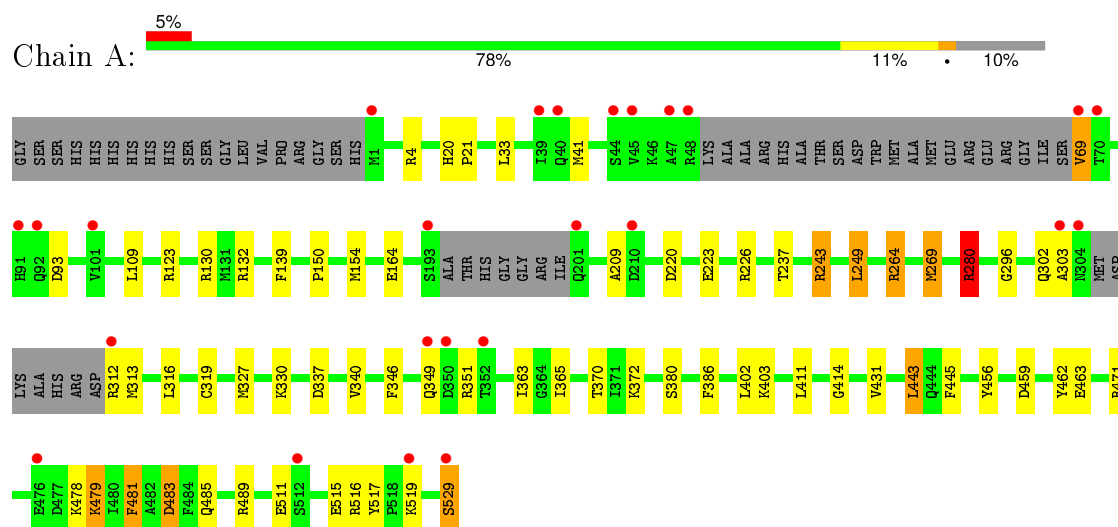 5%
Chain A:
78% 11% • 10%
GLY SER SER HIS HIS HIS HIS HIS HIS SER SER GLY LEU VAL PRO ARG GLY SER HIS M1 R4 H20 P21 L33 I39 Q40 M41 S44 V45 K46 A47 R48 LYS ALA ALA ARG HIS ALA THR SER ASP TRP MET ALA MET GLU ARG GLU ARG GLY ILE SER V69 T70
H91 Q92 D93 V101 L109 R123 R130 M131 R132 F139 P150 M154 E164 S193 ALA THR HIS GLY GLY ARG ILE Q201 A209 D210 D220 E223 R226 T237 R243 L249 R264 M269 R280 G296 Q302 A303 N304 MET ASP
LYS ALA HIS ARG ASP R312 M313 L316 C319 M327 K330 D337 V340 F346 Q349 D350 R351 T352 I363 G364 I365 T370 I371 K372 S380 F386 L402 K403 L411 G414 V431 L443 Q444 F445 Y456 D459 Y462 E463
E476 D477 K478 K479 I480 F481 A482 D483 F484 Q485 R489 E511 S512 E515 R516 Y517 P518 K519 S529